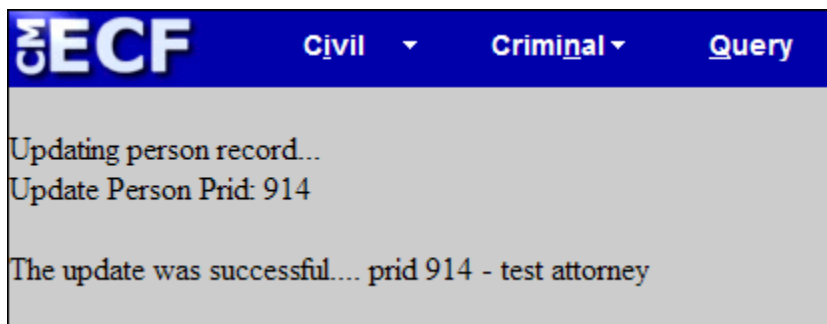 CM ECF Civil Criminal Query
Updating person record...
Update Person Prid: 914
The update was successful.... prid 914 - test attorney